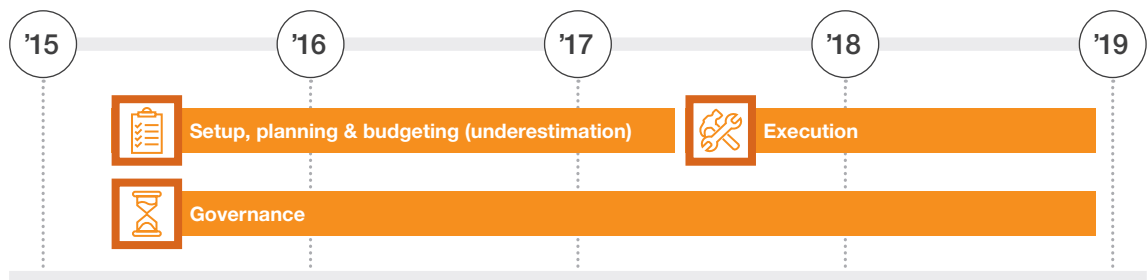 ’15 ’16 ’17 ’18 ’19
Setup, planning & budgeting (underestimation) Execution
Governance